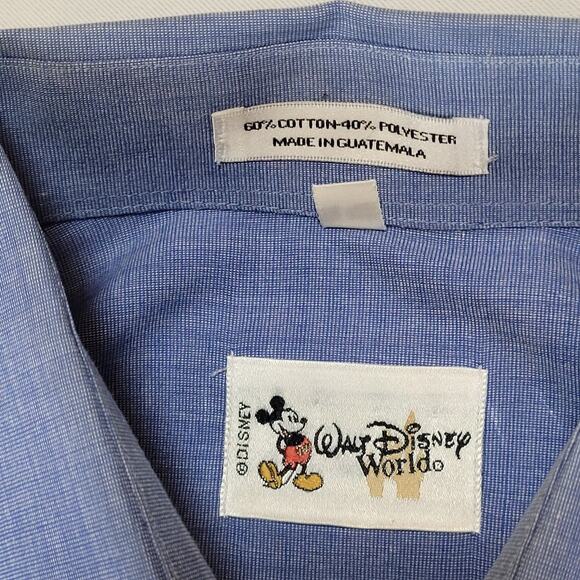 60% COTTON-40% POLYESTER
MADE IN GUATEMALA
© DISNEY
WALT DISNEY
World®